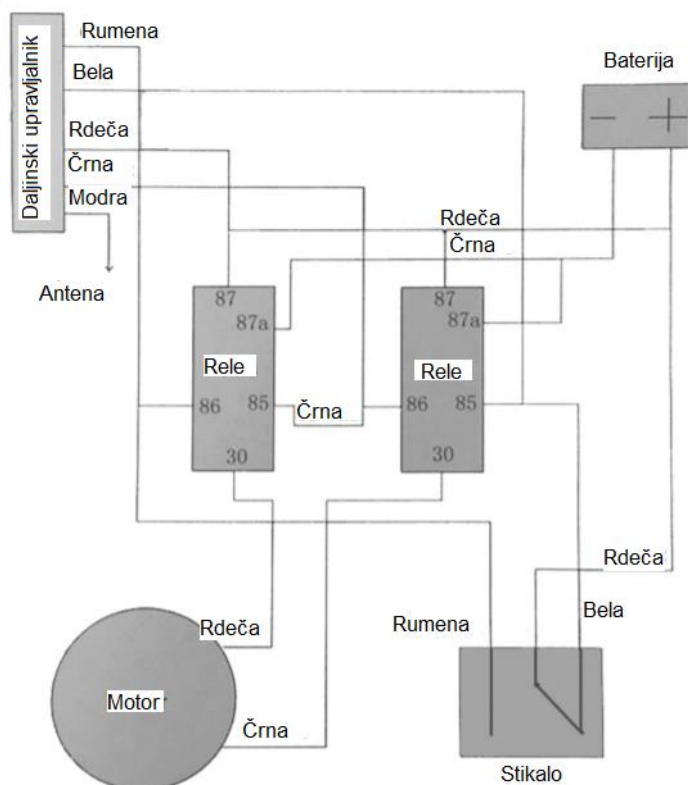 Rumena
Bela
Daljinski upravljalnik
Rdeča
Črna
Modra
Antena
Baterija
− +
Rdeča
Črna
87
87a
Rele
86
85
30
Črna
87
87a
Rele
86
85
30
Rdeča
Črna
Motor
Rdeča
Rumena
Bela
Stikalo